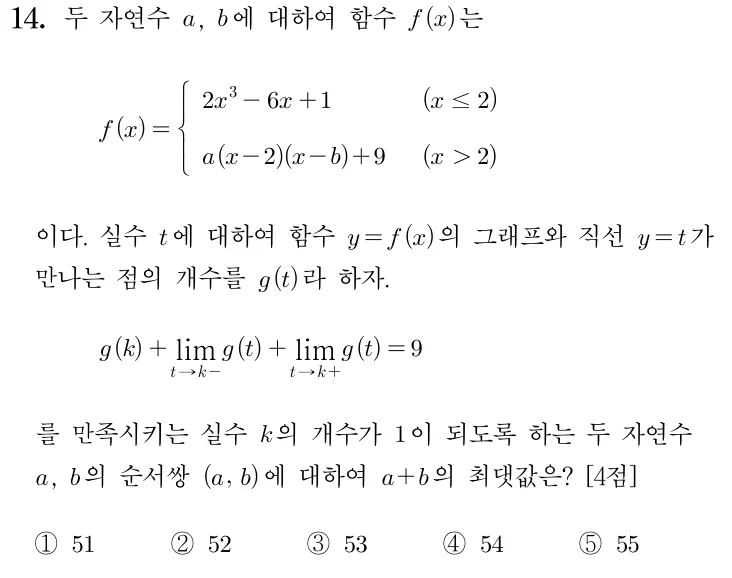 14. 두 자연수 a, b에 대하여 함수 f(x)는
f(x) = { 2x³ − 6x + 1 (x ≤ 2)
a(x−2)(x−b)+9 (x > 2)
이다. 실수 t에 대하여 함수 y=f(x)의 그래프와 직선 y=t가
만나는 점의 개수를 g(t)라 하자.
g(k) + lim_{t→k−} g(t) + lim_{t→k+} g(t) = 9
를 만족시키는 실수 k의 개수가 1이 되도록 하는 두 자연수
a, b의 순서쌍 (a, b)에 대하여 a+b의 최댓값은? [4점]
① 51 ② 52 ③ 53 ④ 54 ⑤ 55